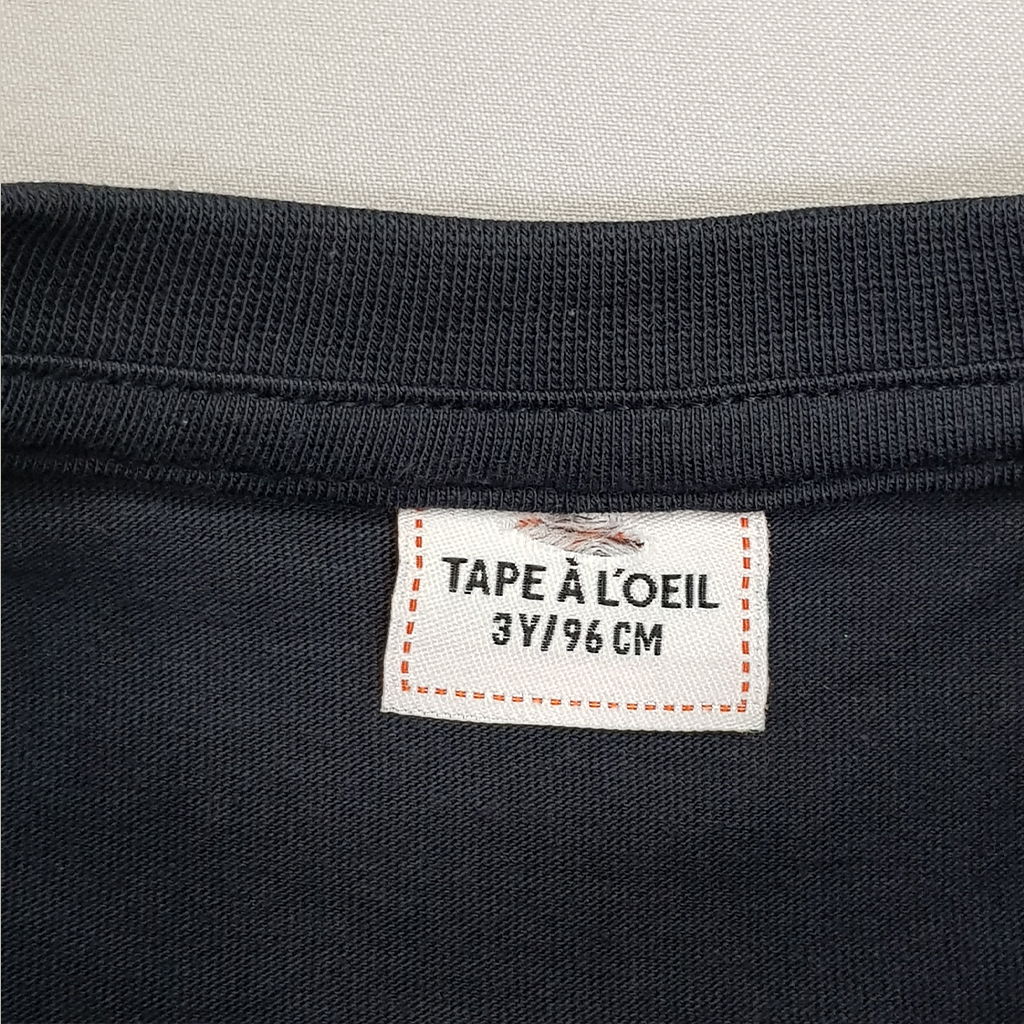 TAPE À L'OEIL
3Y/96 CM